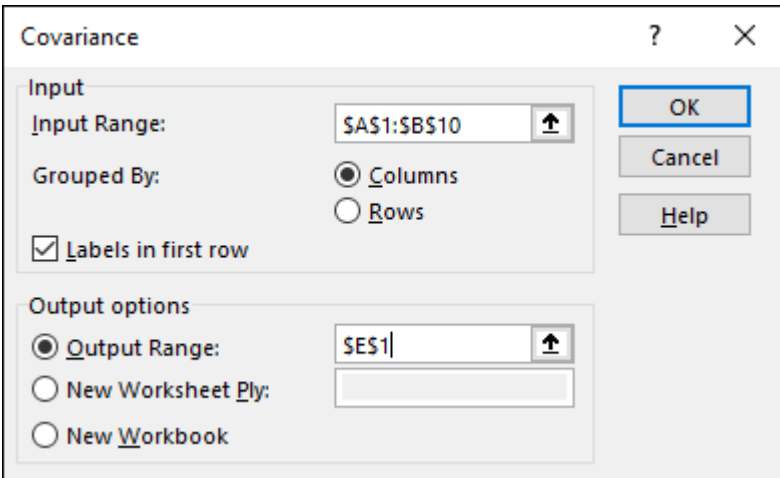 Covariance ?
Input
Input Range: $A$1:$B$10
OK
Cancel
Grouped By: Columns
Rows
Help
Labels in first row
Output options
Output Range: $E$1
New Worksheet Ply:
New Workbook